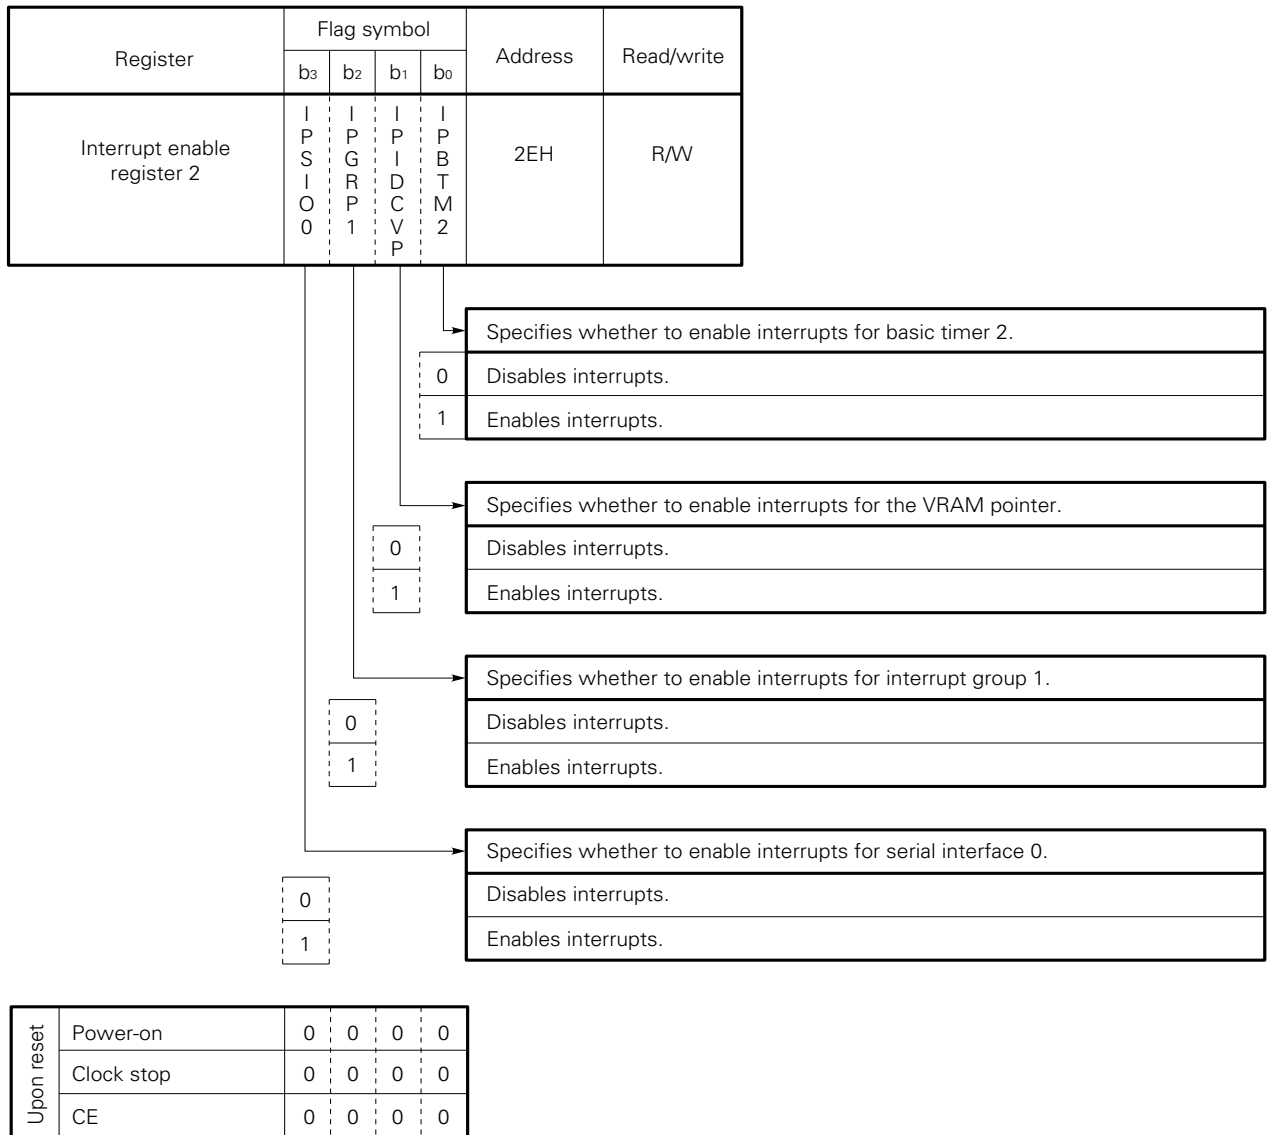 Register Flag symbol Address Read/write
b3 b2 b1 b0
Interrupt enable register 2 IPSIO0 IPGRP1 IPIDCVP IPBTM2 2EH R/W
Specifies whether to enable interrupts for basic timer 2.
0 Disables interrupts.
1 Enables interrupts.
Specifies whether to enable interrupts for the VRAM pointer.
0 Disables interrupts.
1 Enables interrupts.
Specifies whether to enable interrupts for interrupt group 1.
0 Disables interrupts.
1 Enables interrupts.
Specifies whether to enable interrupts for serial interface 0.
0 Disables interrupts.
1 Enables interrupts.
Upon reset
Power-on 0 0 0 0
Clock stop 0 0 0 0
CE 0 0 0 0